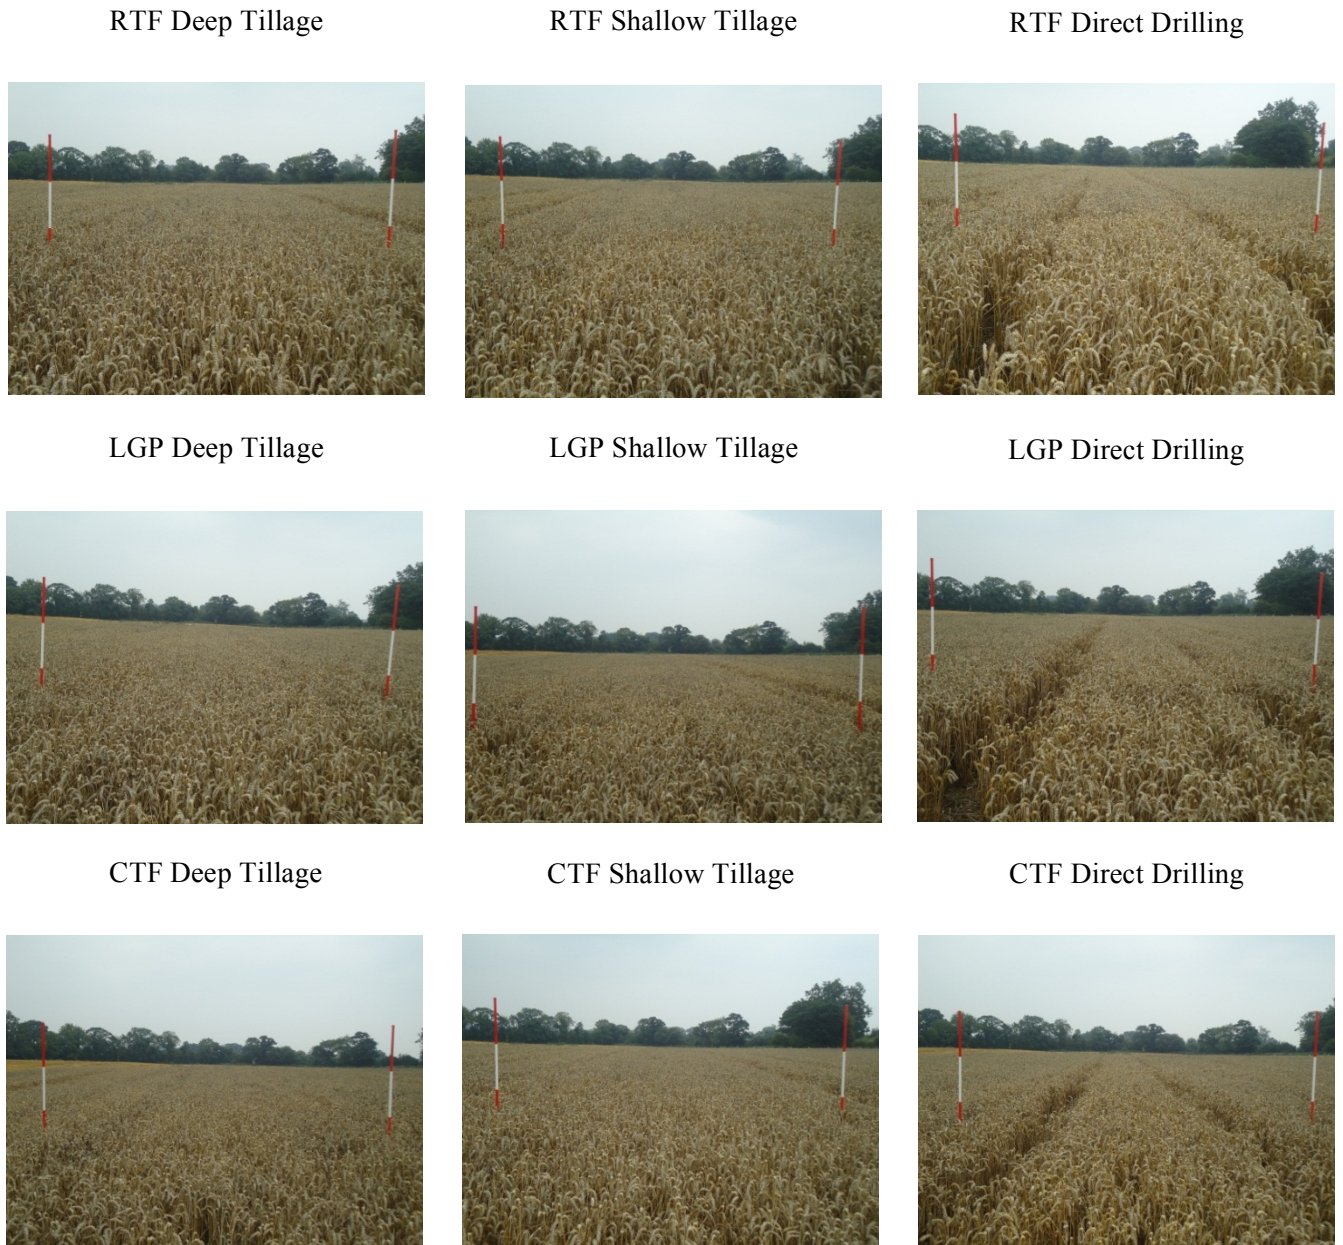 RTF Deep Tillage
RTF Shallow Tillage
RTF Direct Drilling
LGP Deep Tillage
LGP Shallow Tillage
LGP Direct Drilling
CTF Deep Tillage
CTF Shallow Tillage
CTF Direct Drilling